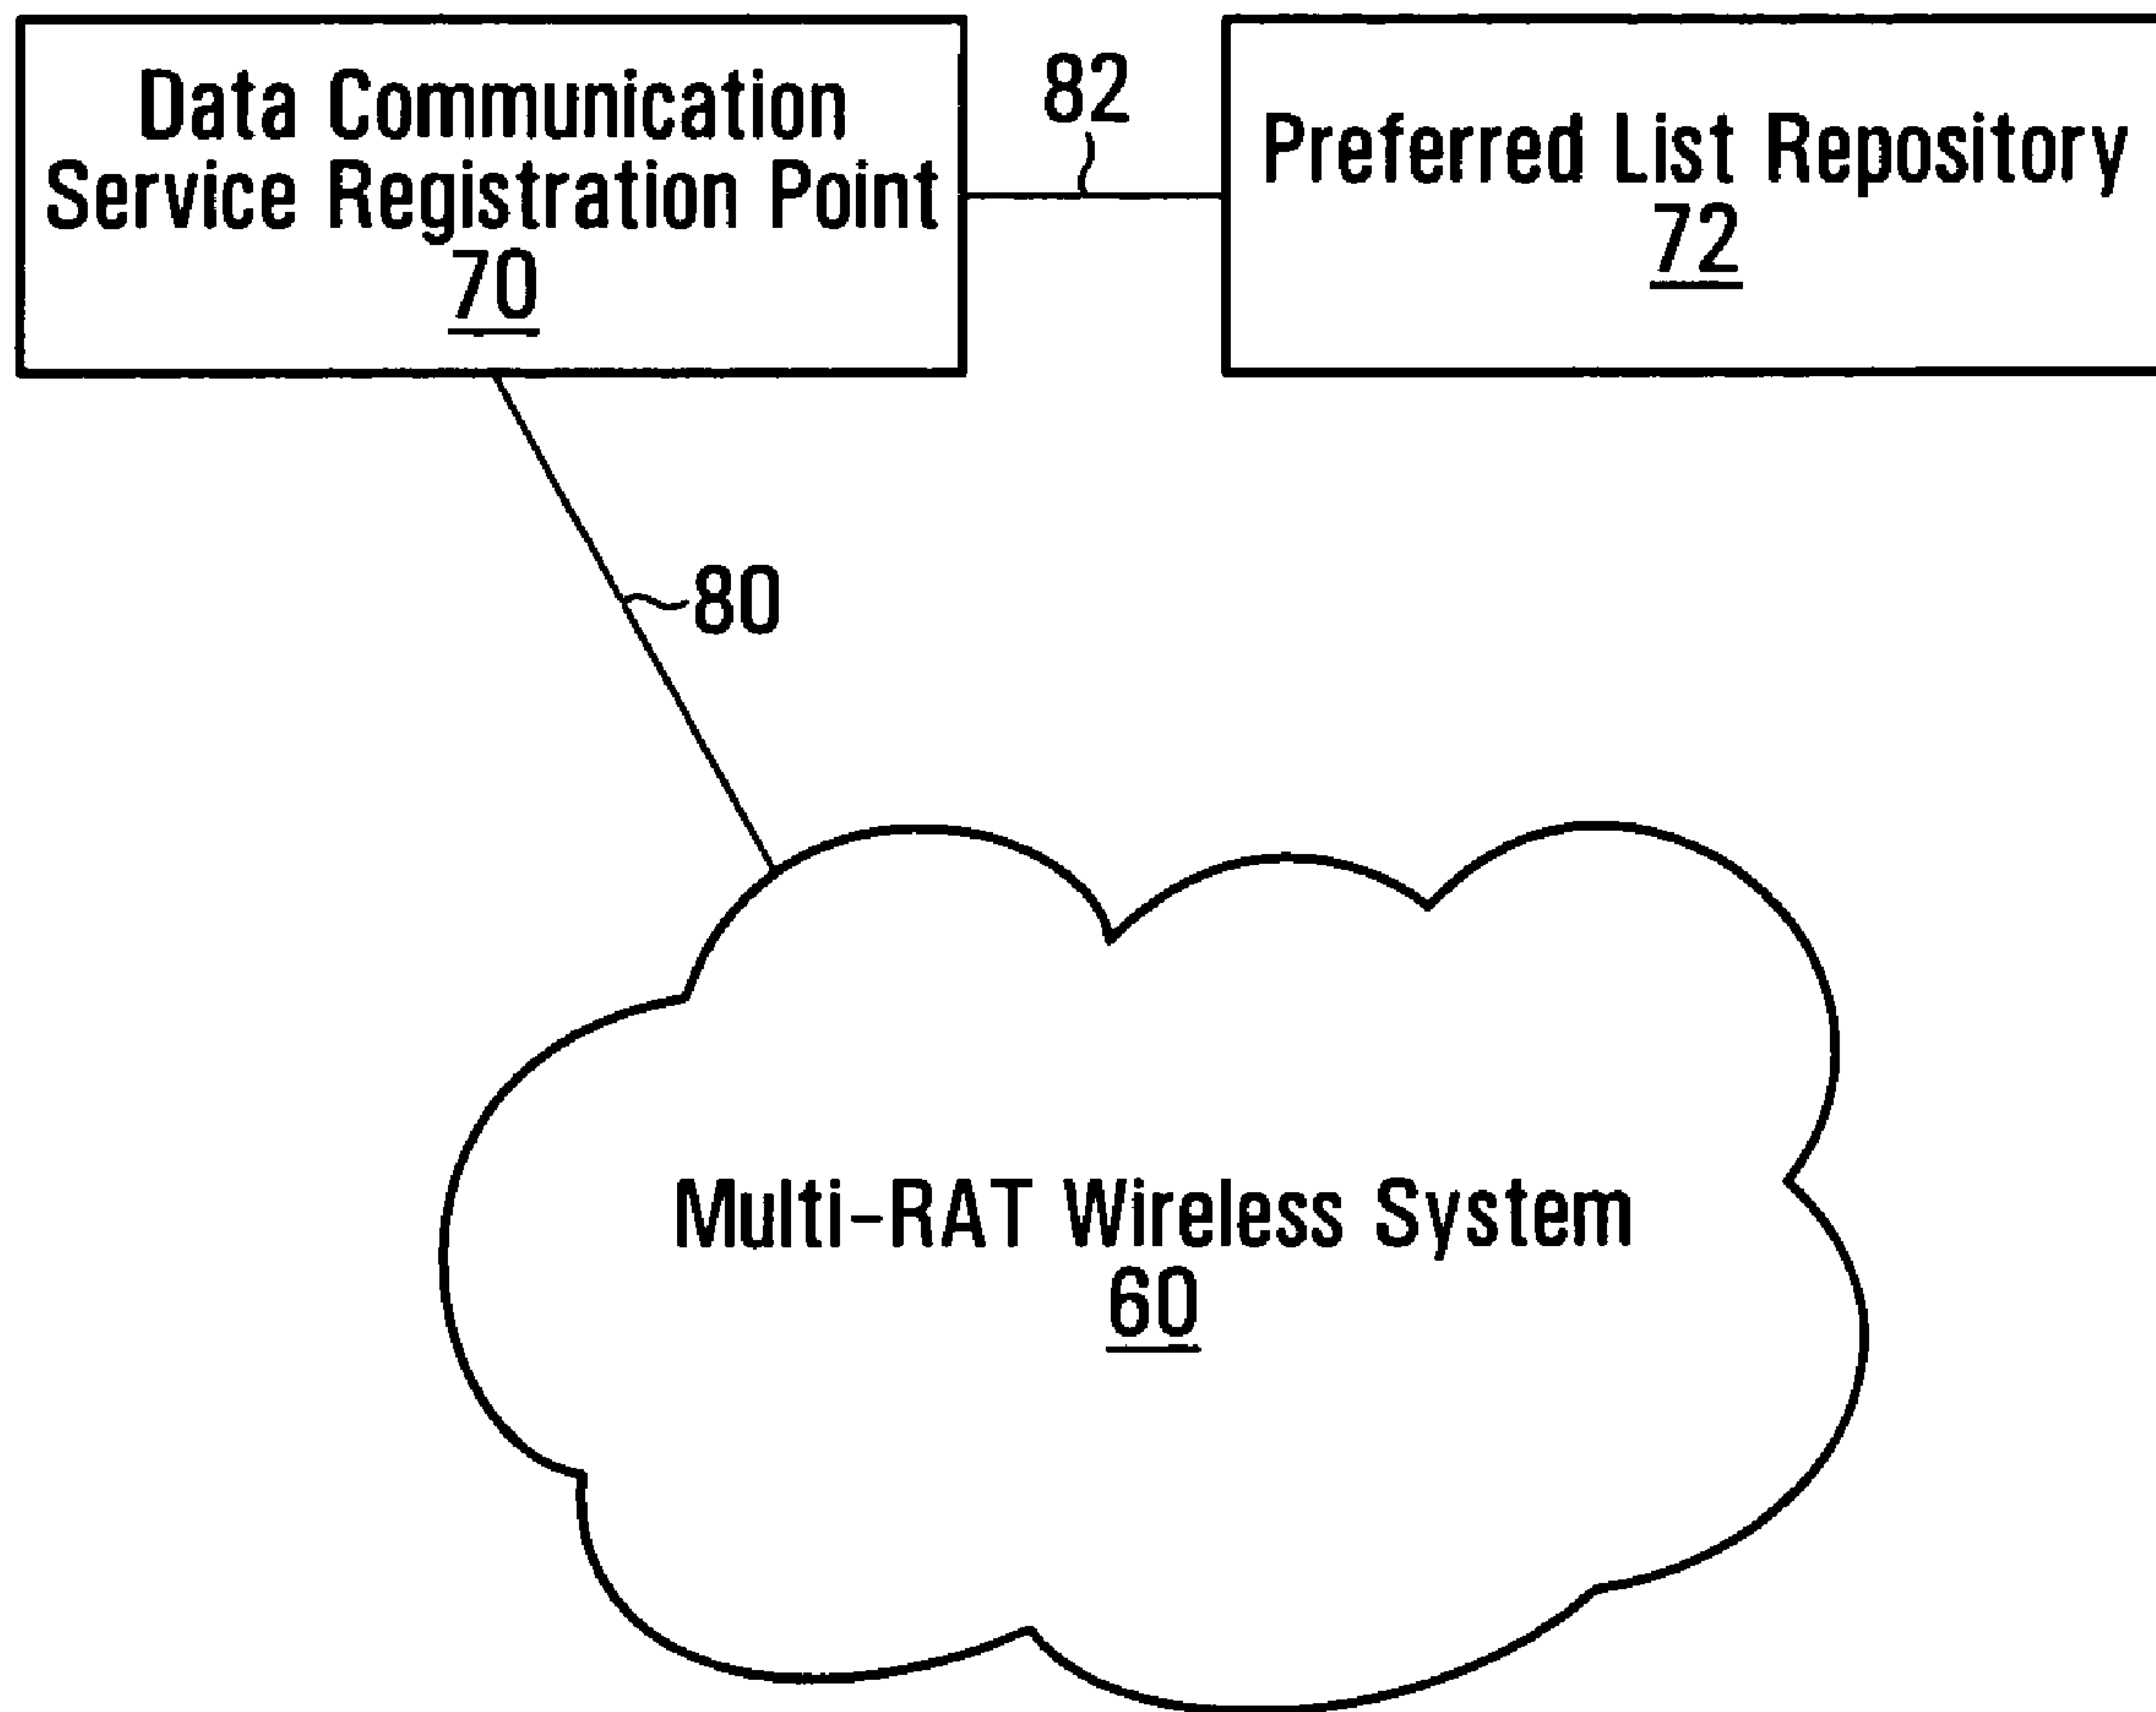 Data Communication
Service Registration Point
70
82
Preferred List Repository
72
80
Multi-RAT Wireless System
60